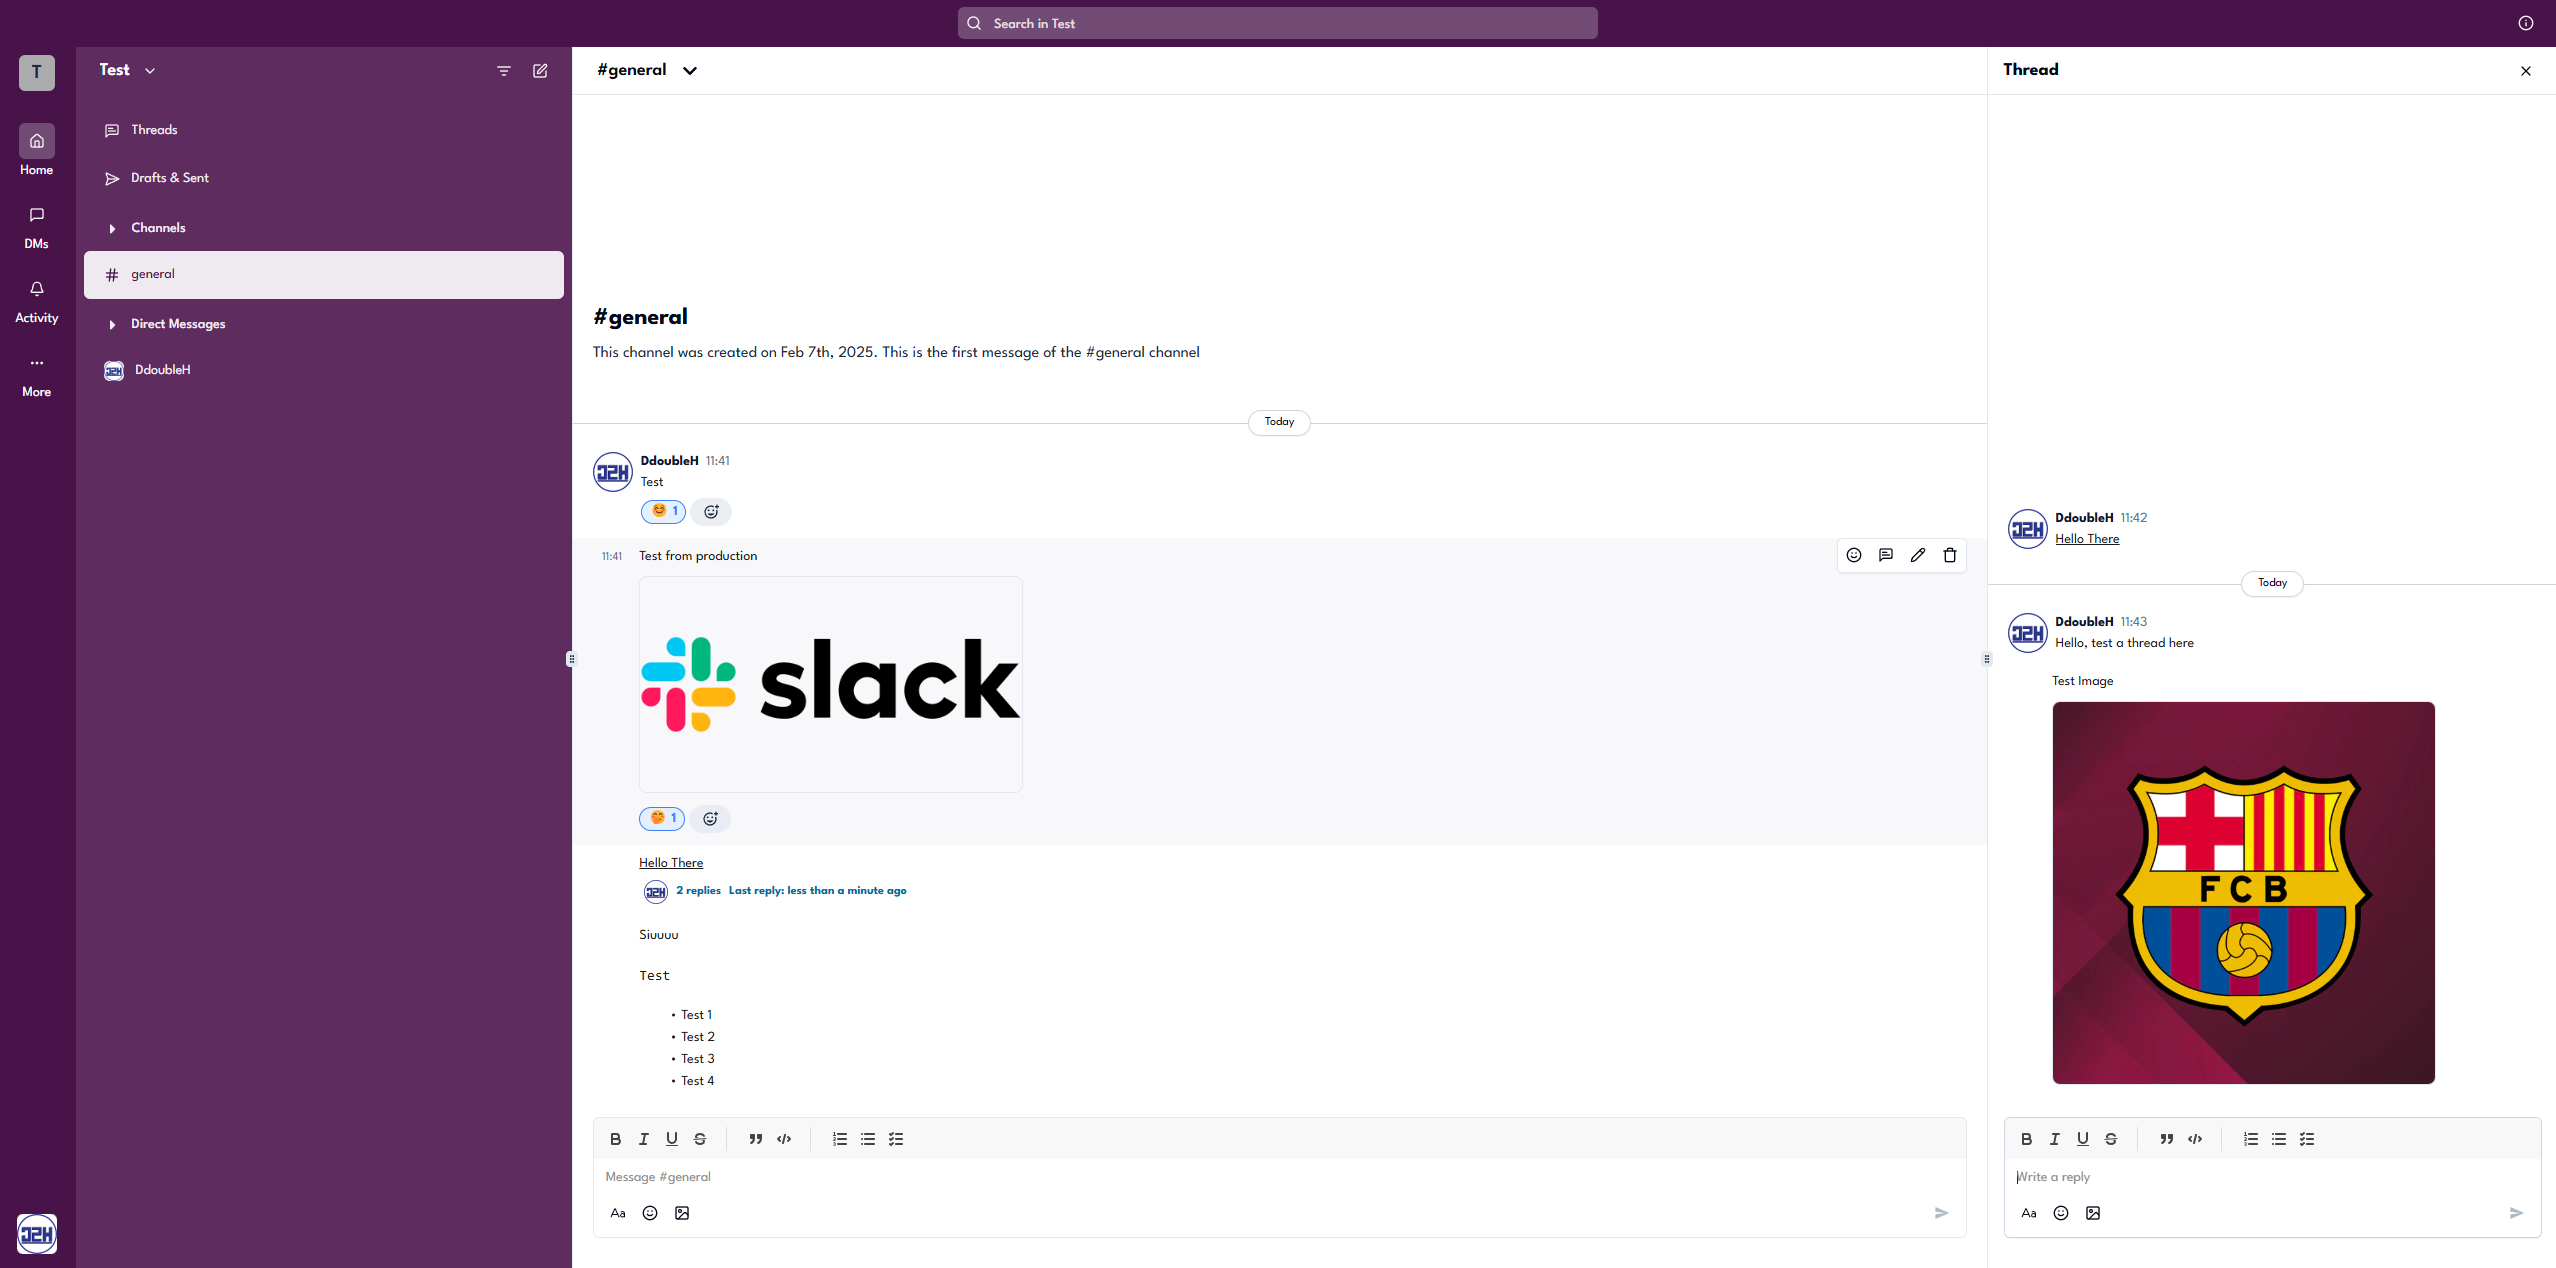 Search in Test
T
Home
DMs
Activity
More
Test
Threads
Drafts & Sent
Channels
# general
Direct Messages
DdoubleH
#general
#general
This channel was created on Feb 7th, 2025. This is the first message of the #general channel
Today
DdoubleH 11:41
Test
1
11:41 Test from production
slack
1
Hello There
2 replies Last reply: less than a minute ago
Siuuuu
Test
• Test 1
• Test 2
• Test 3
• Test 4
B I U S
Message #general
Aa
Thread
DdoubleH 11:42
Hello There
Today
DdoubleH 11:43
Hello, test a thread here
Test Image
FCB
B I U S
Write a reply
Aa